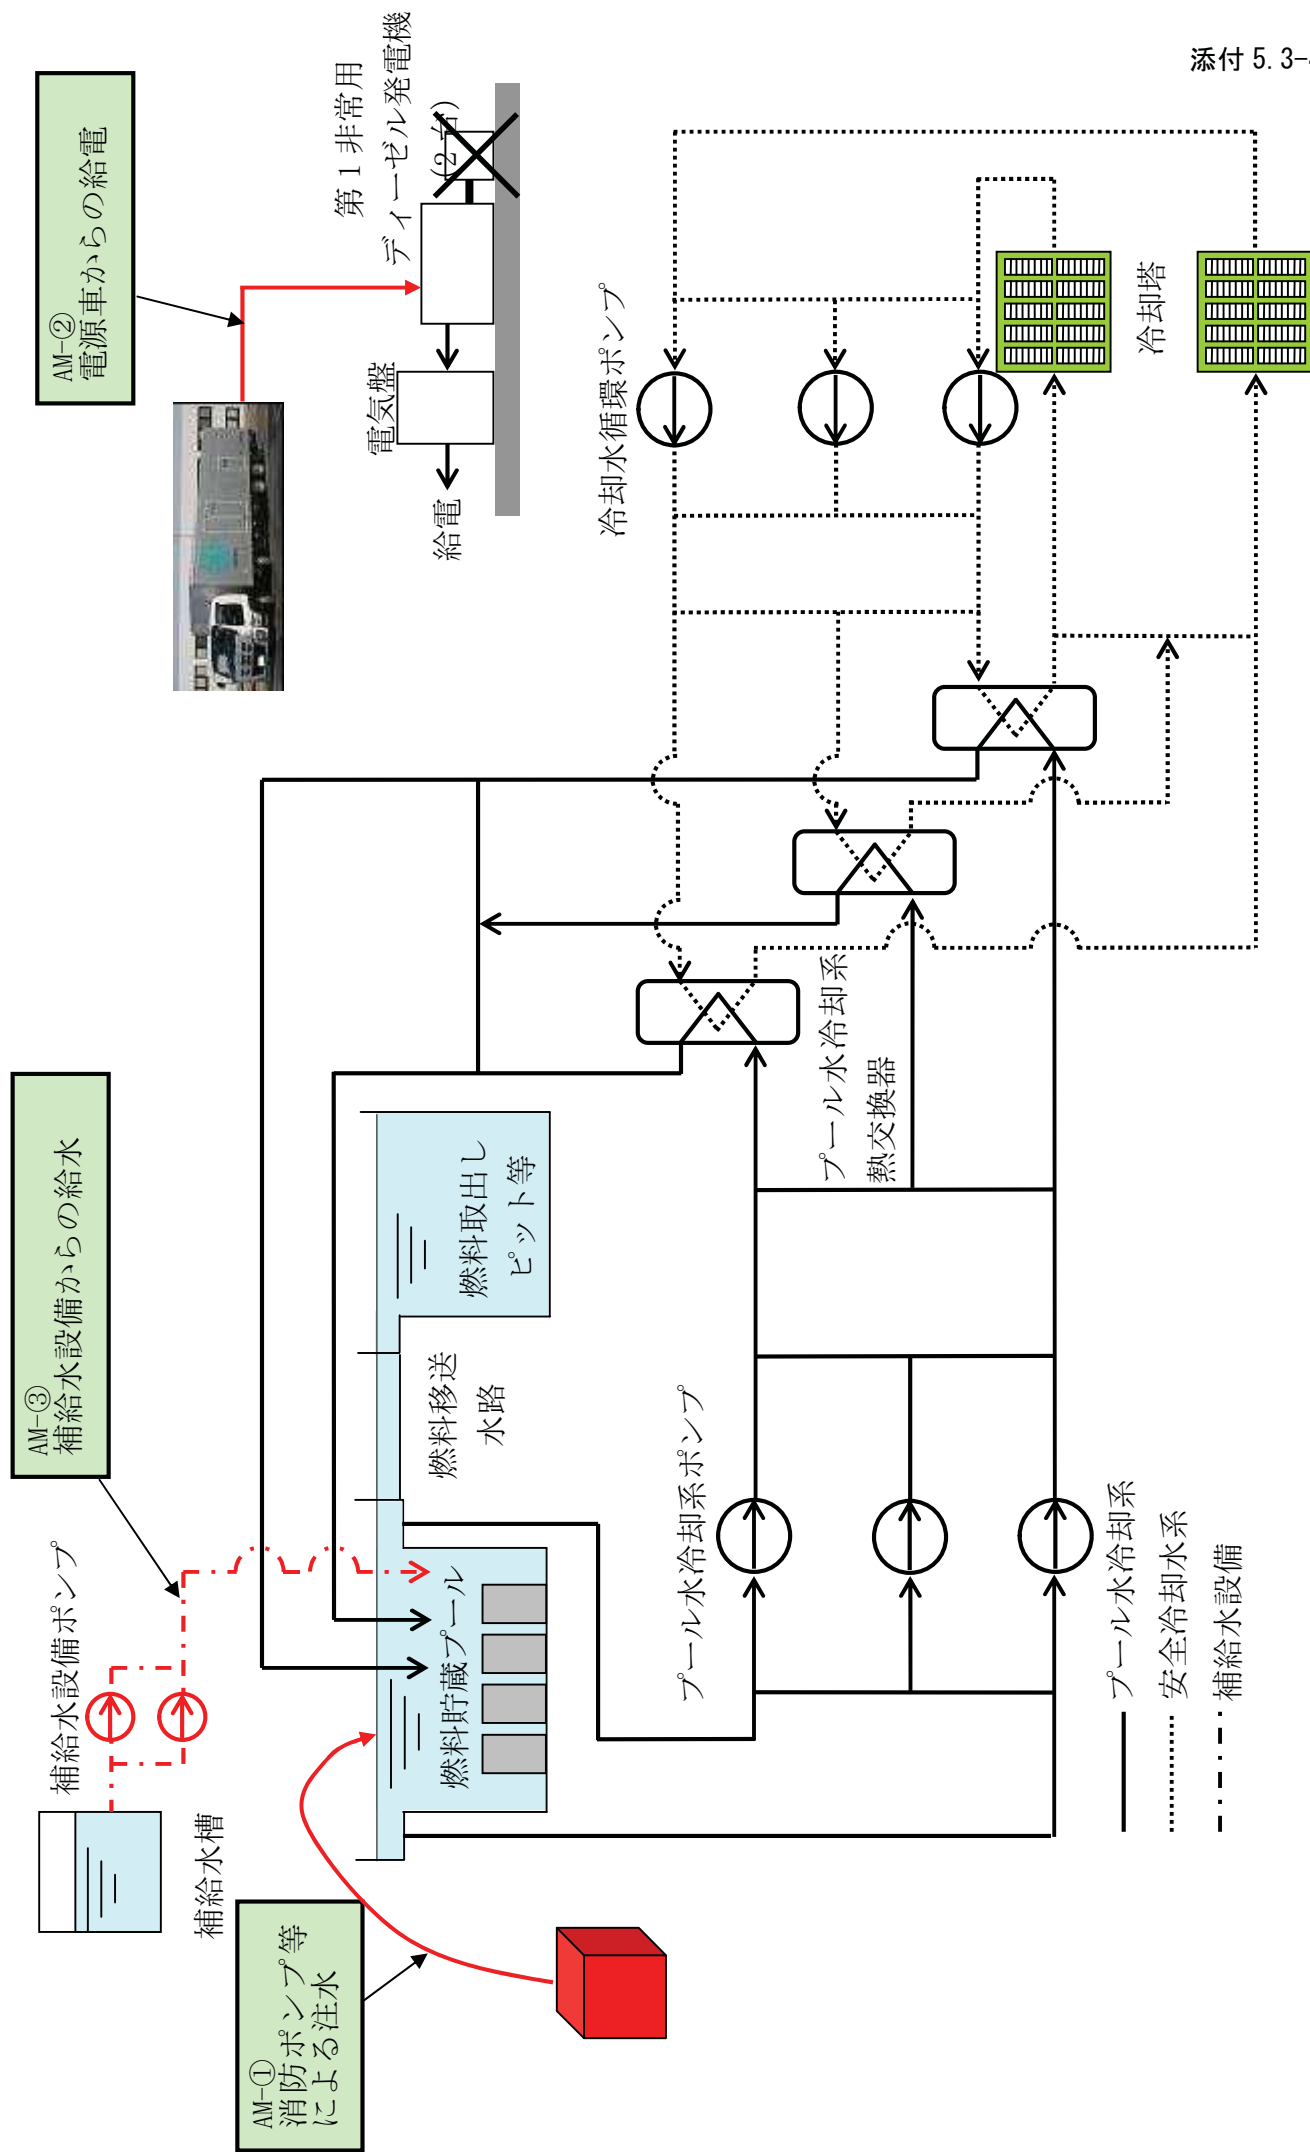 添付 5.3-
AM-①
消防ポンプ等
による注水
AM-③
補給水設備からの給水
AM-②
電源車からの給電
補給水設備ポンプ
補給水槽
第１非常用
ディーゼル発電機
(２台)
電気盤
給電
燃料貯蔵プール
燃料移送
水路
燃料取出し
ピット等
冷却水循環ポンプ
冷却塔
プール水冷却系
熱交換器
プール水冷却系ポンプ
プール水冷却系
安全冷却水系
補給水設備